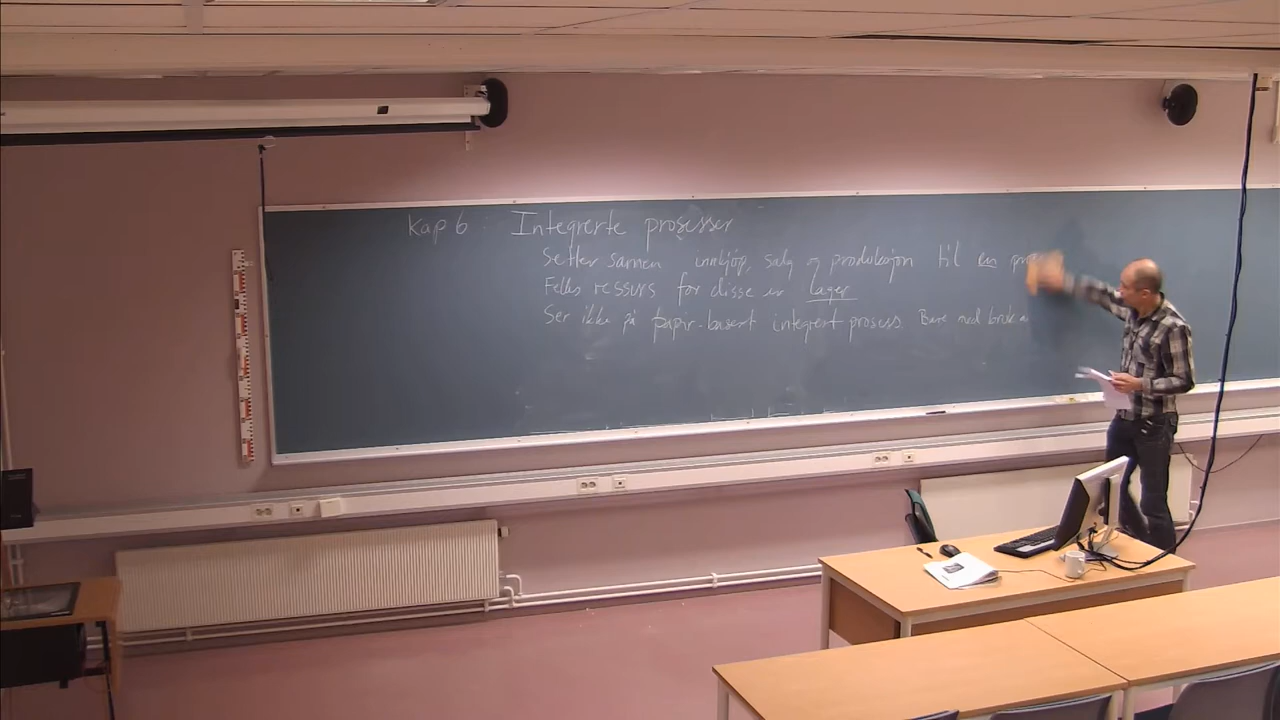 Kap 6 : Integrerte prosesser
Setter sammen innkjøp, salg og produksjon til en
Felles ressurs for disse er lager
Ser ikke på papir-basert integrert prosess. Bare med bruk a